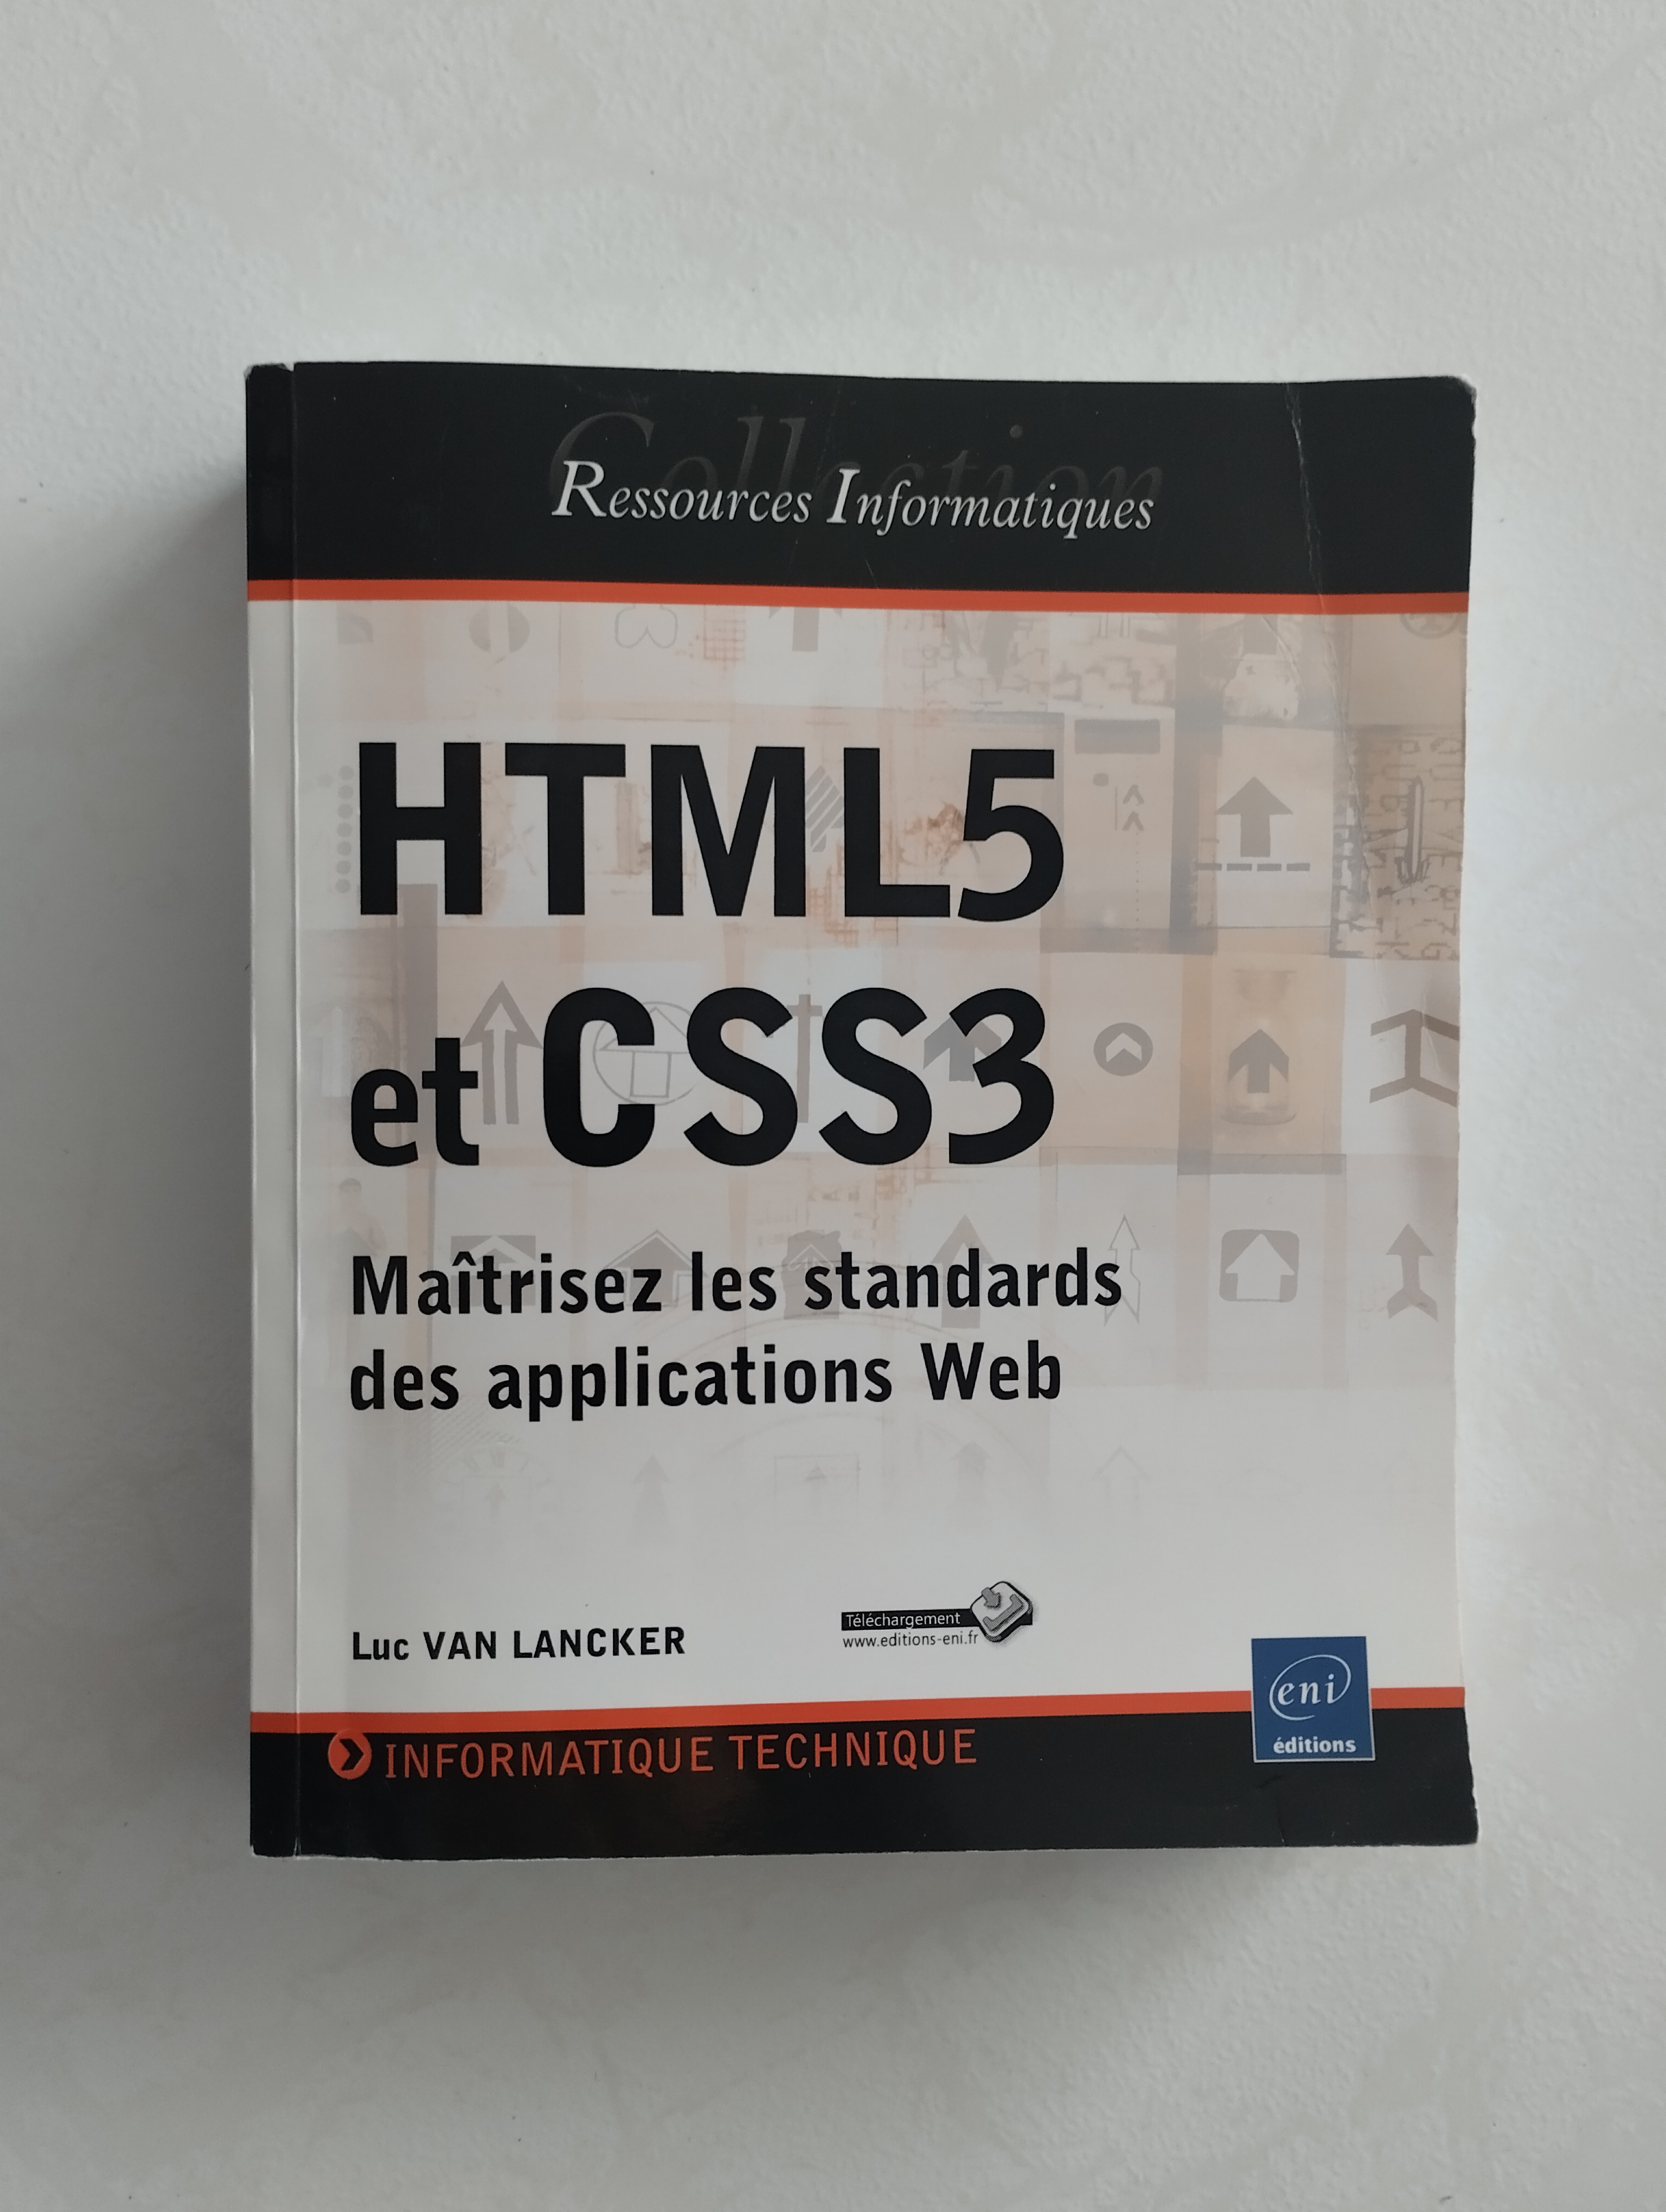 Collection
Ressources Informatiques
HTML5
et CSS3
Maîtrisez les standards
des applications Web
Luc VAN LANCKER
Téléchargement
www.editions-eni.fr
eni
éditions
INFORMATIQUE TECHNIQUE